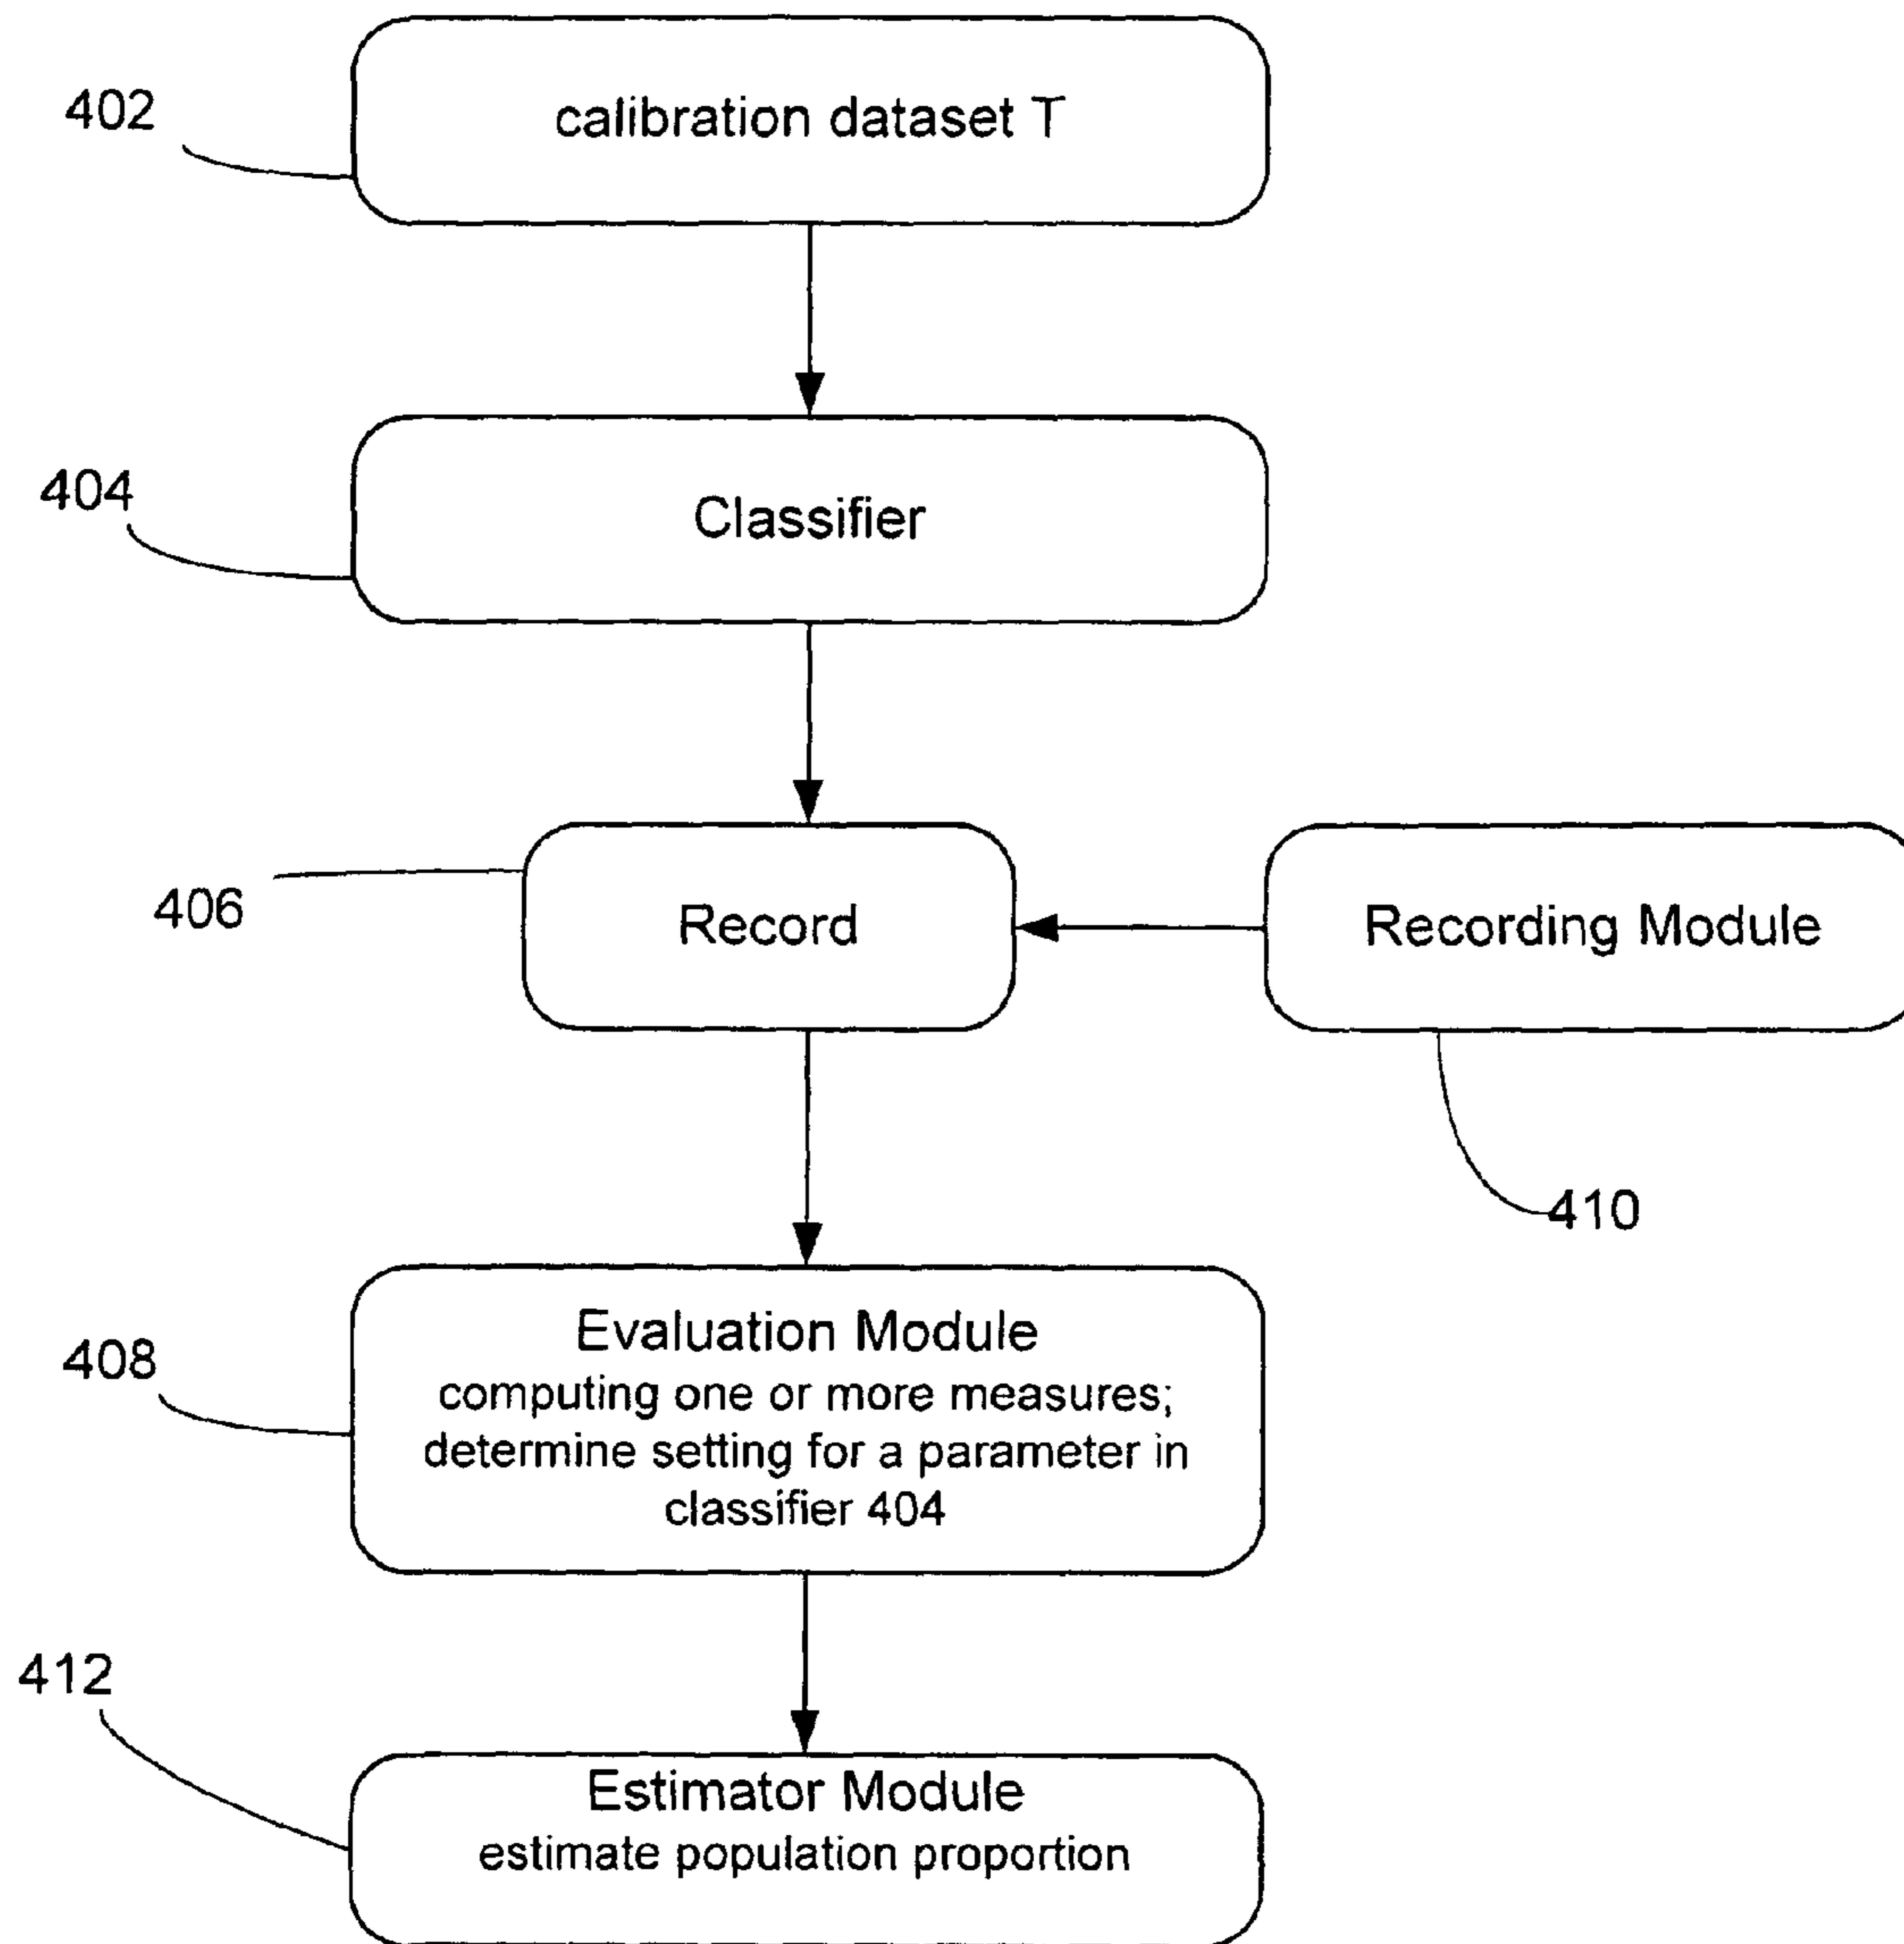 402
calibration dataset T
404
Classifier
406
Record
Recording Module
410
408
Evaluation Module
computing one or more measures;
determine setting for a parameter in
classifier 404
412
Estimator Module
estimate population proportion